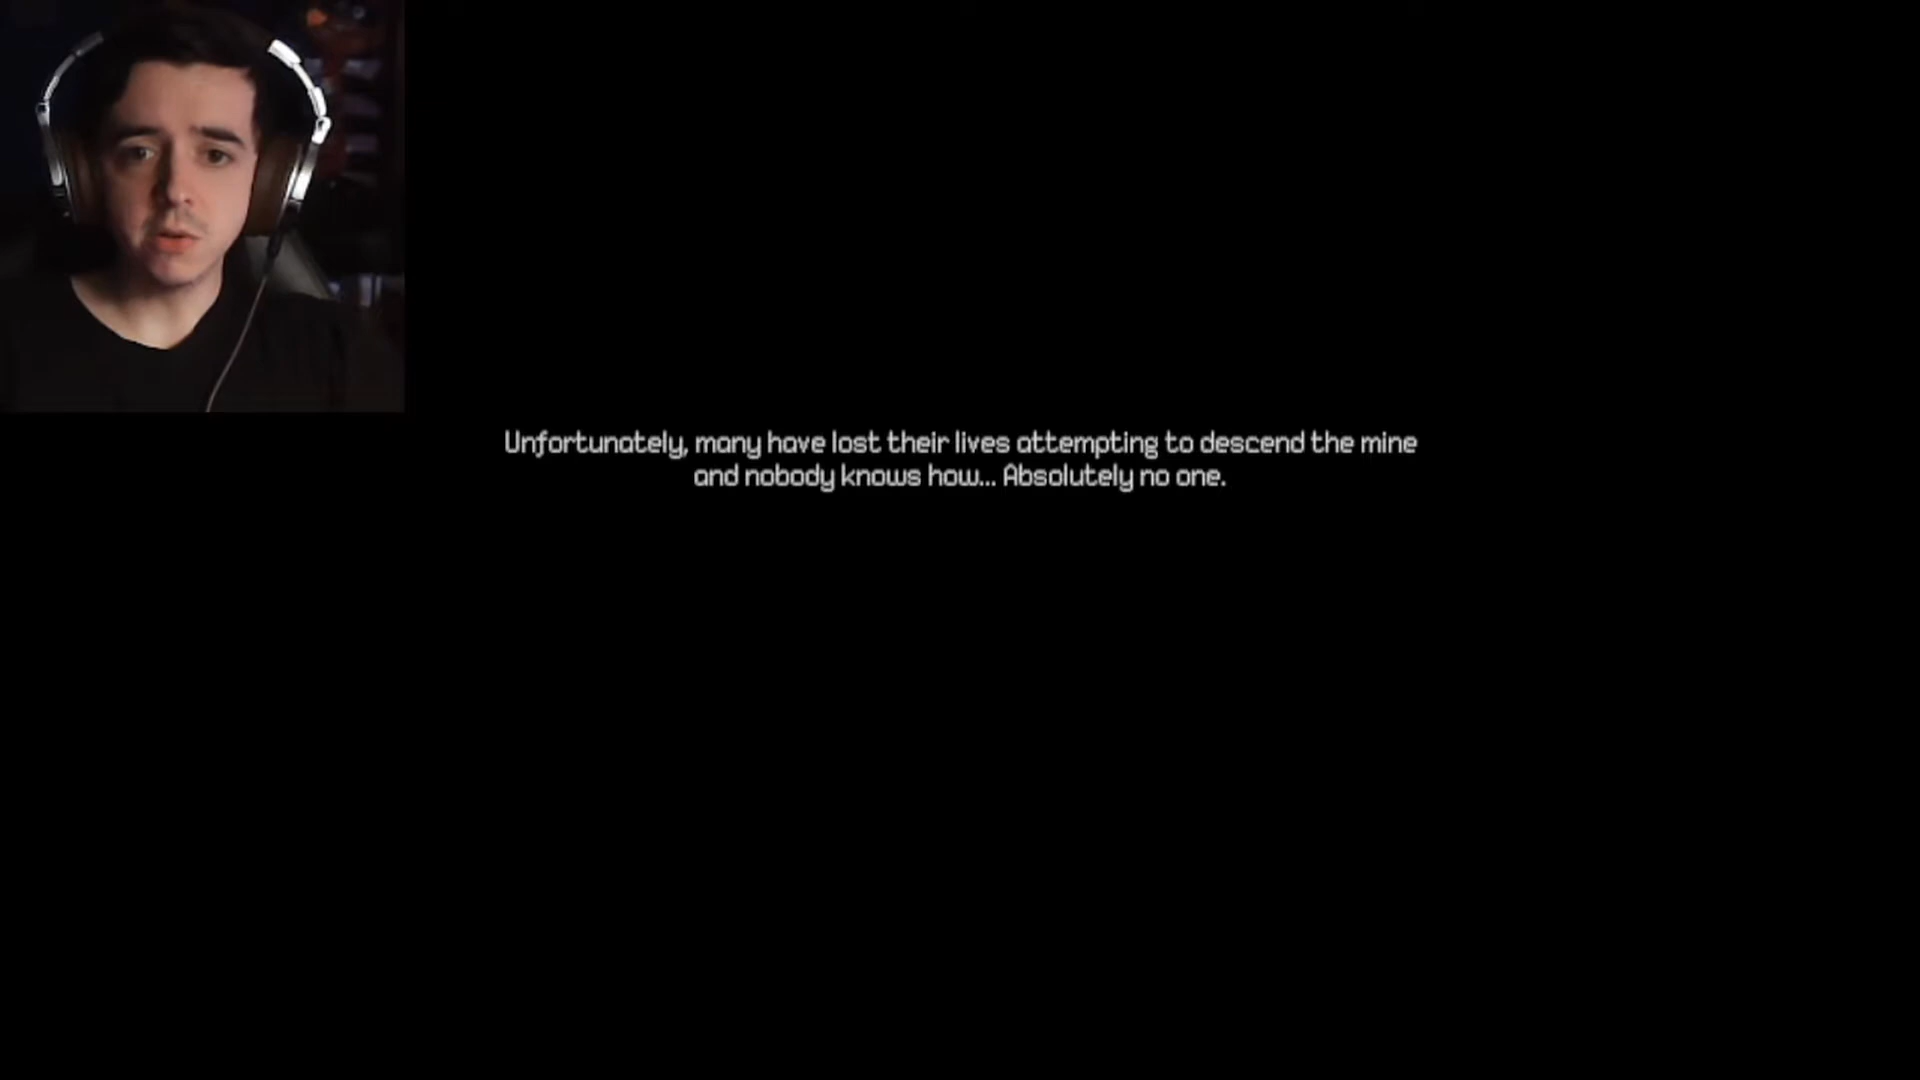 Unfortunately, many have lost their lives attempting to descend the mine
and nobody knows how... Absolutely no one.